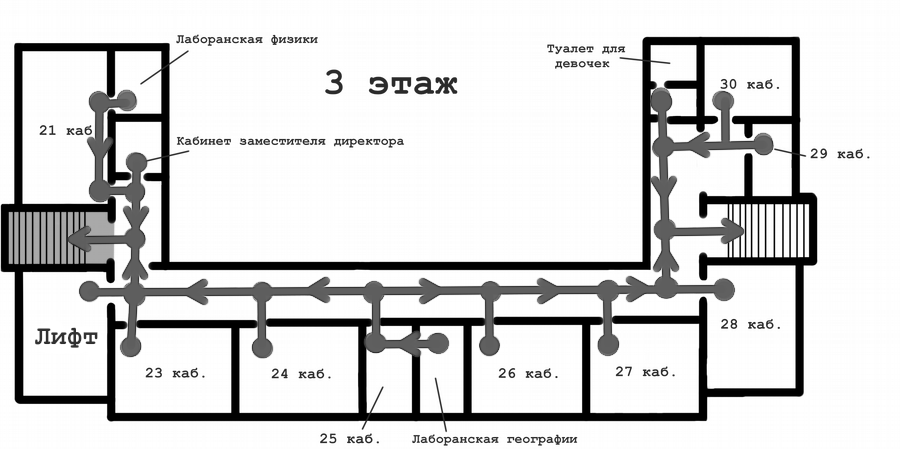 Лаборанская физики
Туалет для
девочек
3 этаж
30 каб.
21 каб
Кабинет заместителя директора
29 каб.
Лифт
28 каб.
23 каб.
24 каб.
26 каб.
27 каб.
25 каб.
Лаборанская географии